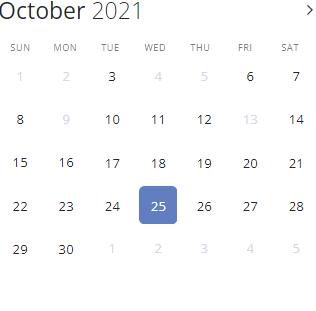 October 2021
SUN MON TUE WED THU FRI SAT
1 2 3 4 5 6 7
8 9 10 11 12 13 14
15 16 17 18 19 20 21
22 23 24 25 26 27 28
29 30 1 2 3 4 5